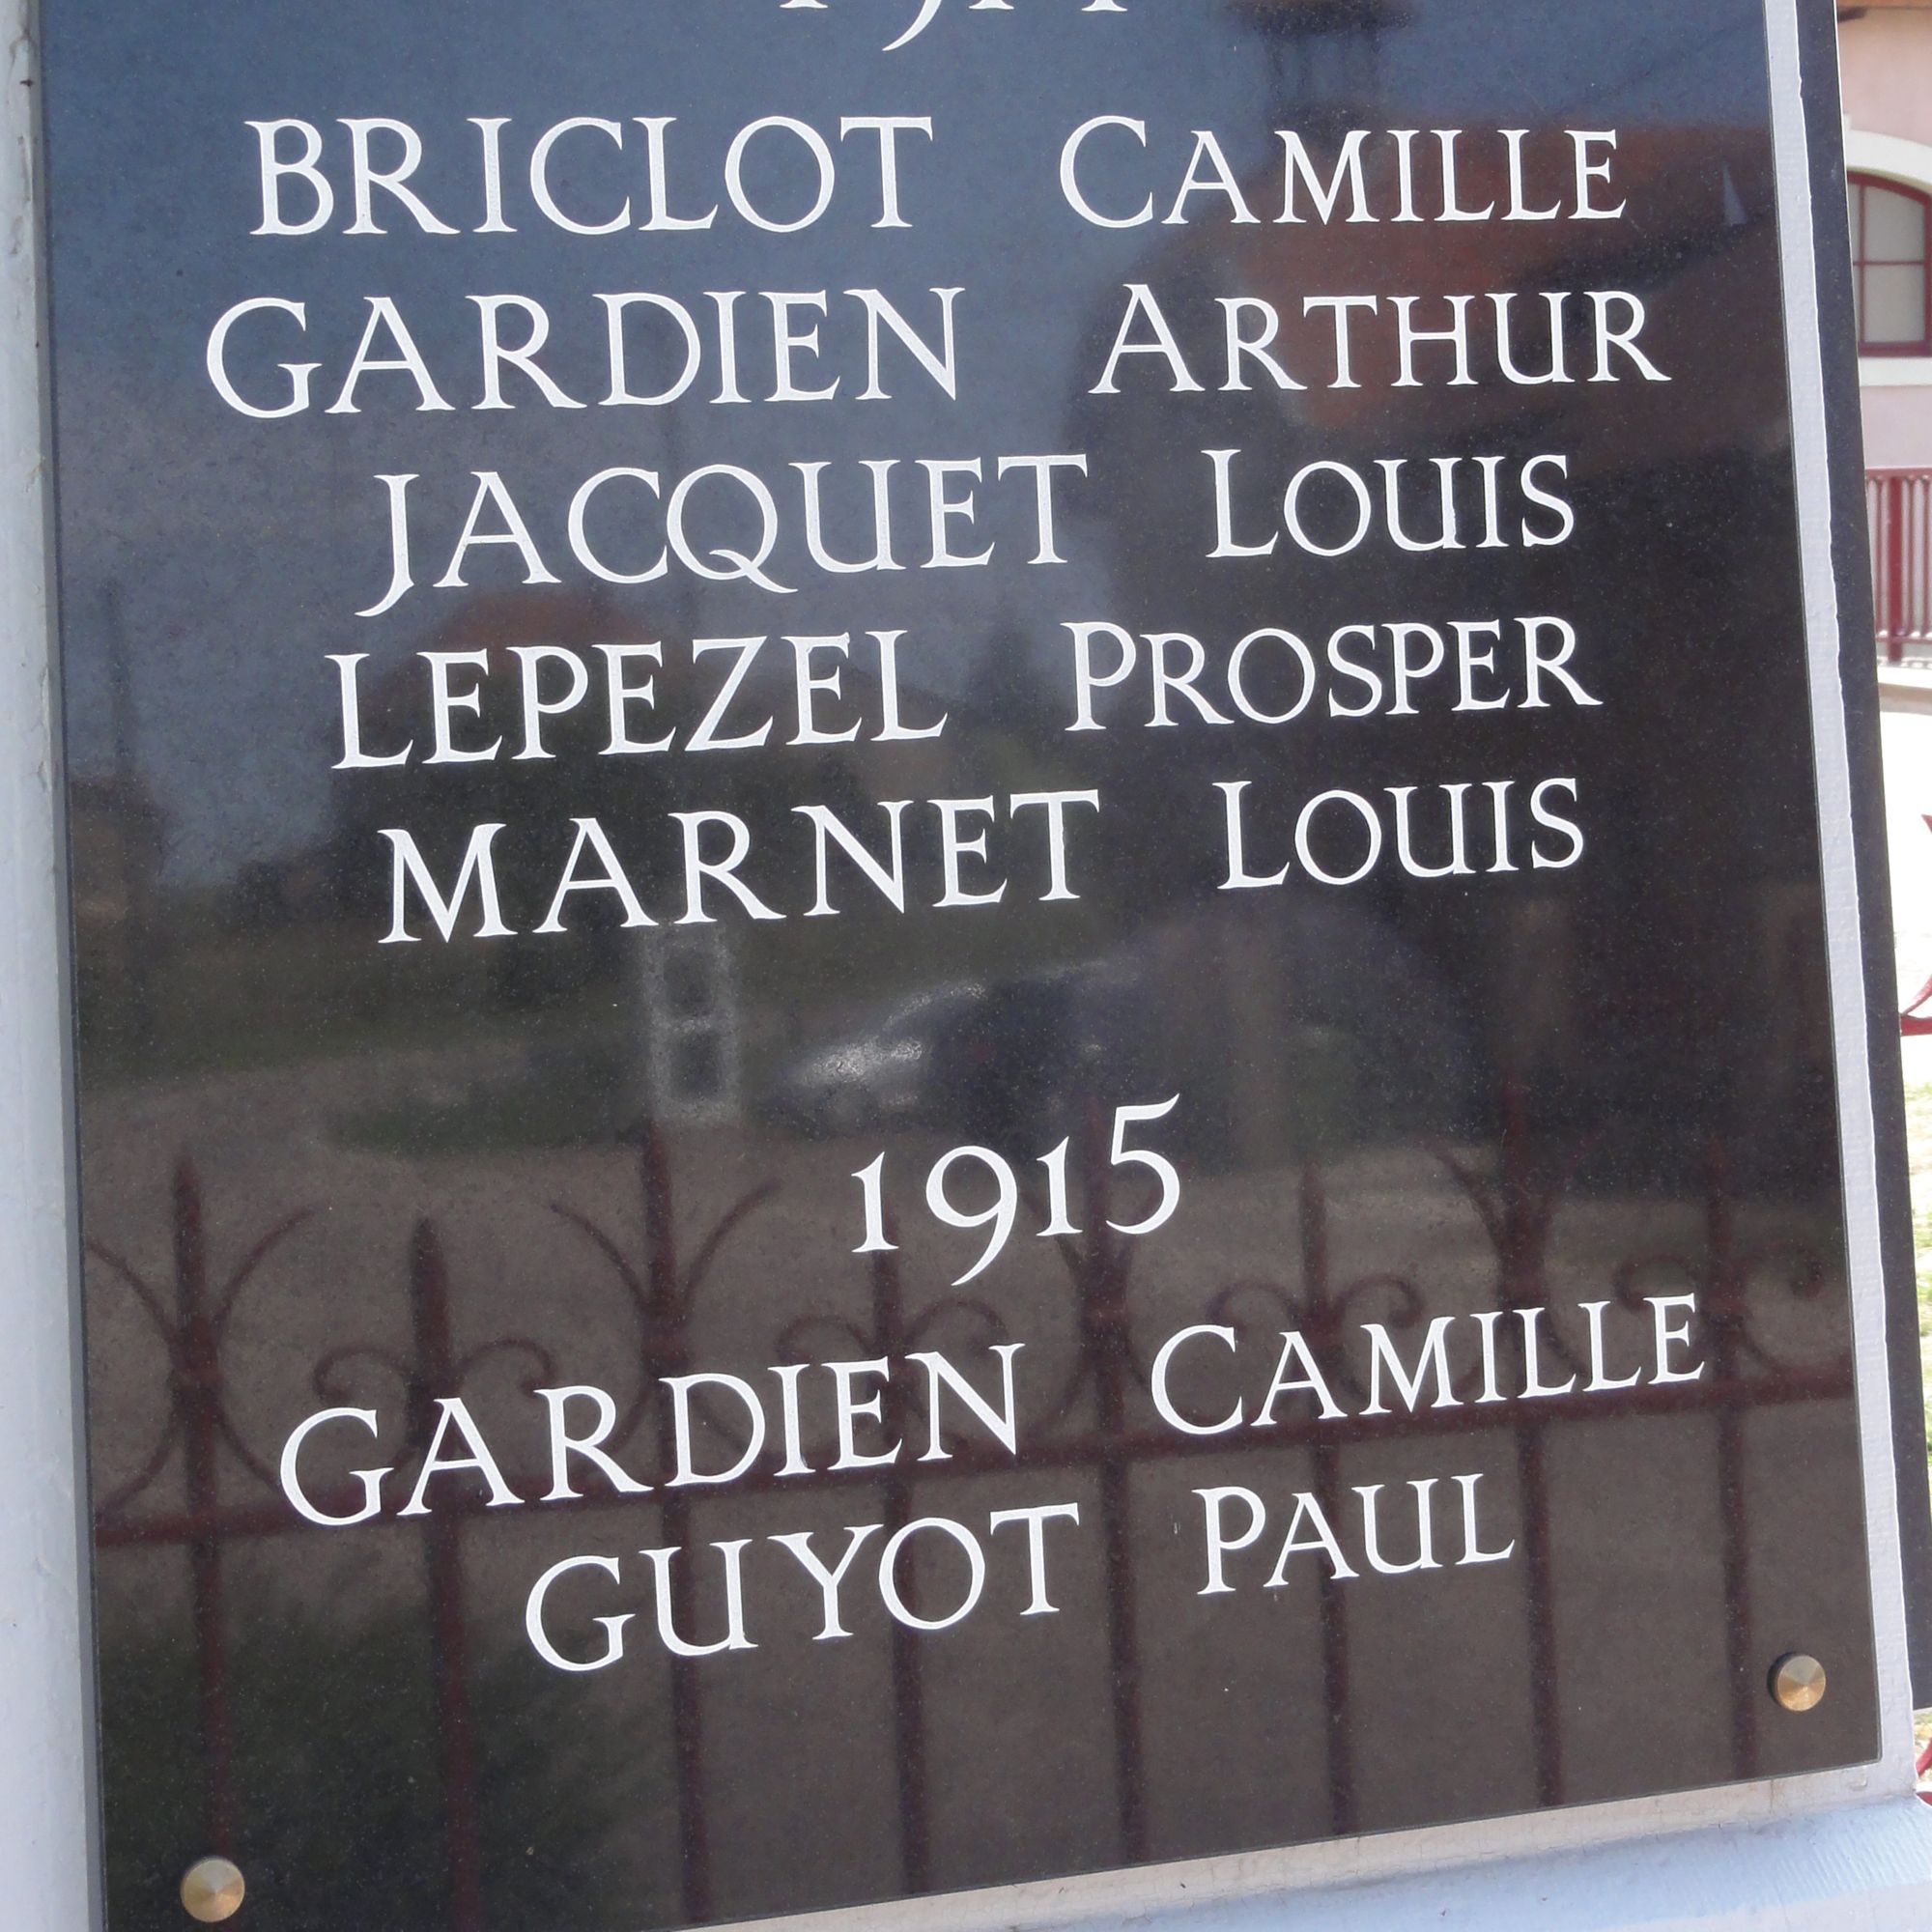 BRICLOT CAMILLE
GARDIEN ARTHUR
JACQUET LOUIS
LEPEZEL PROSPER
MARNET LOUIS
1915
GARDIEN CAMILLE
GUYOT PAUL